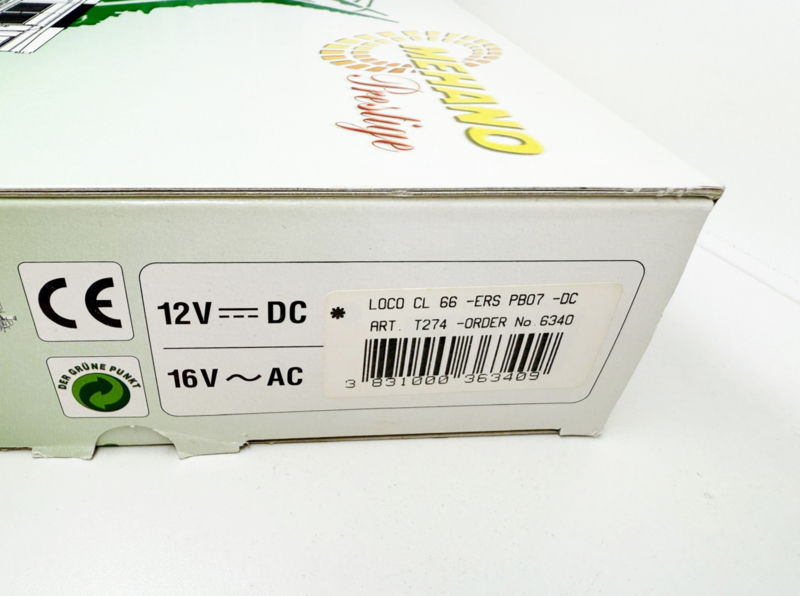 MEHANO
Prestige
CE
12V ⎓ DC
16V ~ AC
DER GRÜNE PUNKT
* LOCO CL 66 -ERS PB07 -DC
ART. T274 -ORDER No.6340
3 831000 363409